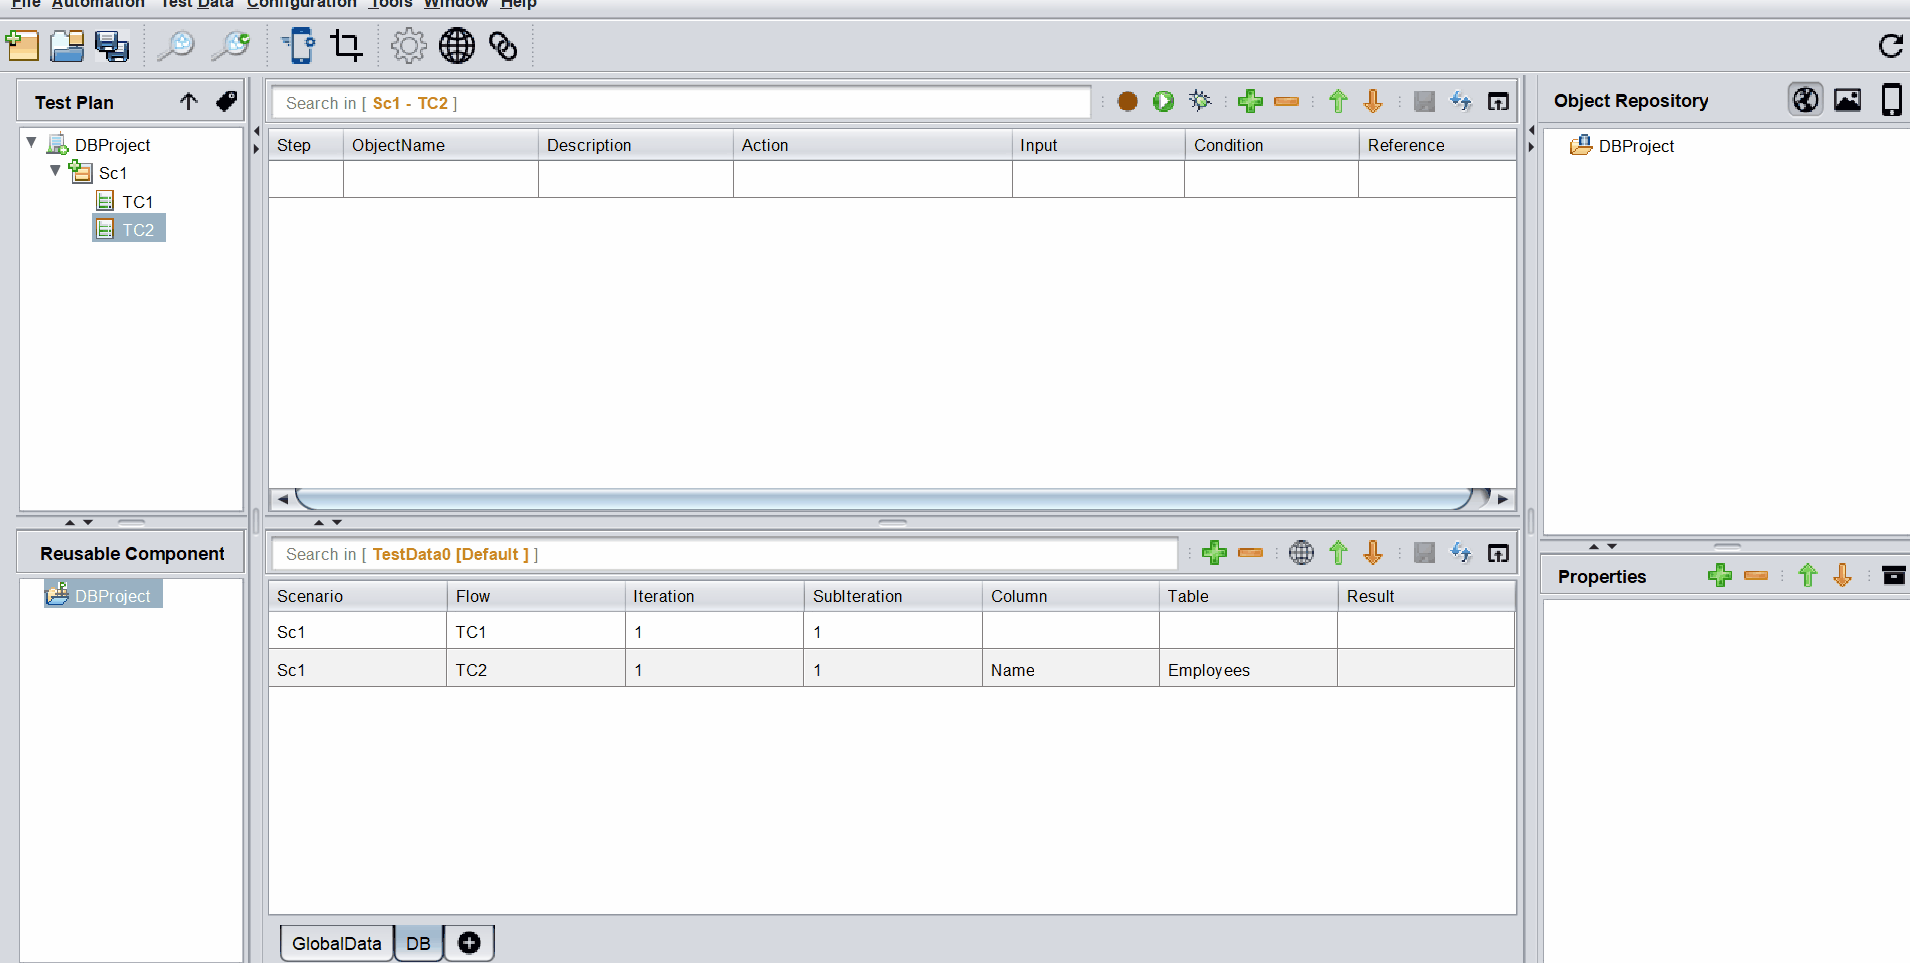 File Automation Test Data Configuration Tools Window Help
Test Plan
DBProject
Sc1
TC1
TC2
Reusable Component
DBProject
Search in [ Sc1 - TC2 ]
Step ObjectName Description Action Input Condition Reference
Search in [ TestData0 [Default ] ]
Scenario Flow Iteration SubIteration Column Table Result
Sc1 TC1 1 1
Sc1 TC2 1 1 Name Employees
GlobalData DB
Object Repository
DBProject
Properties